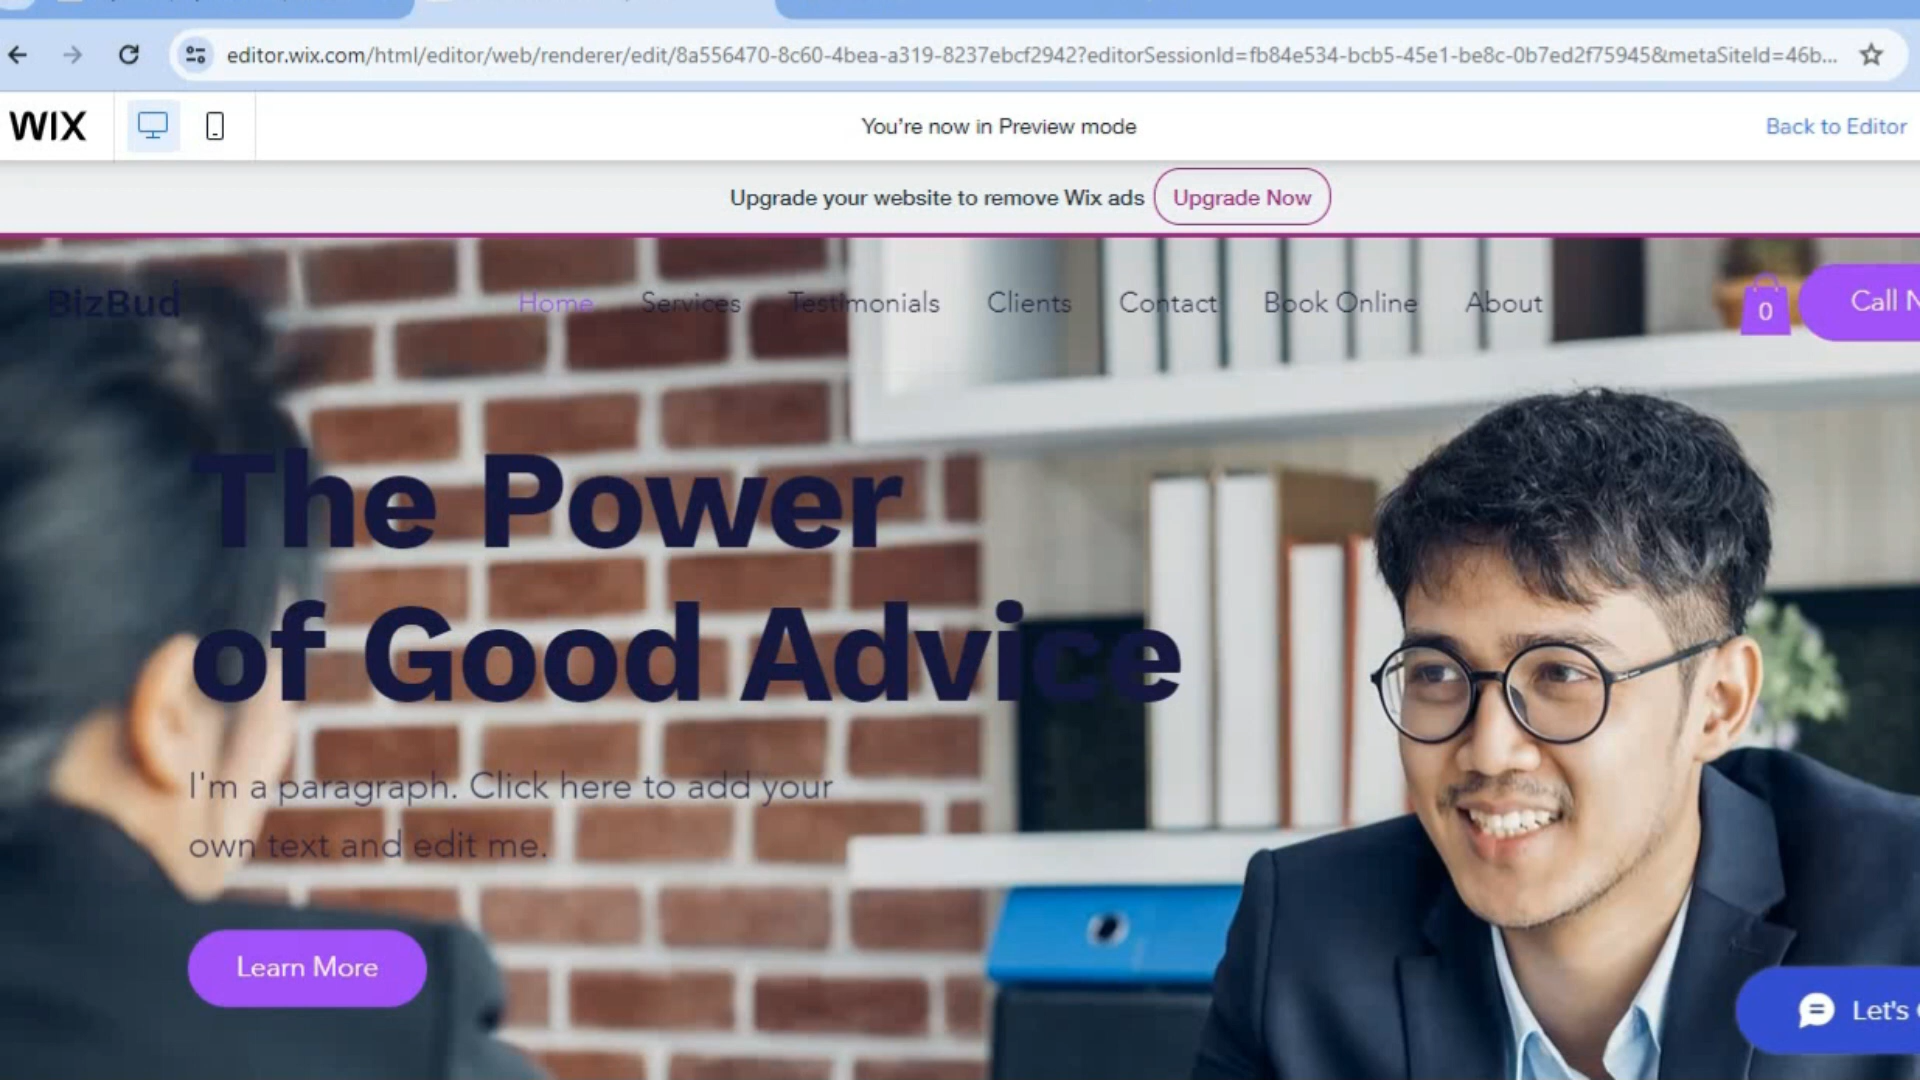 editor.wix.com/html/editor/web/renderer/edit/8a556470-8c60-4bea-a319-8237ebcf2942?editorSessionId=fb84e534-bcb5-45e1-be8c-0b7ed2f75945&metaSiteId=46b...
WIX
You're now in Preview mode
Back to Editor
Upgrade your website to remove Wix ads
Upgrade Now
BizBud
Home Services Testimonials Clients Contact Book Online About
0
Call N
The Power
of Good Advice
I'm a paragraph. Click here to add your
own text and edit me.
Learn More
Let's